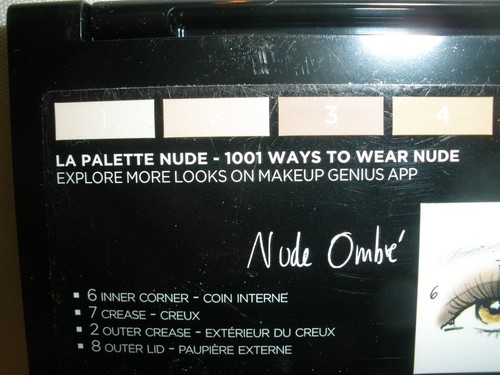 1 2 3 4
LA PALETTE NUDE - 1001 WAYS TO WEAR NUDE
EXPLORE MORE LOOKS ON MAKEUP GENIUS APP
Nude Ombré
6
▪ 6 INNER CORNER - COIN INTERNE
▪ 7 CREASE - CREUX
▪ 2 OUTER CREASE - EXTÉRIEUR DU CREUX
▪ 8 OUTER LID - PAUPIÈRE EXTERNE